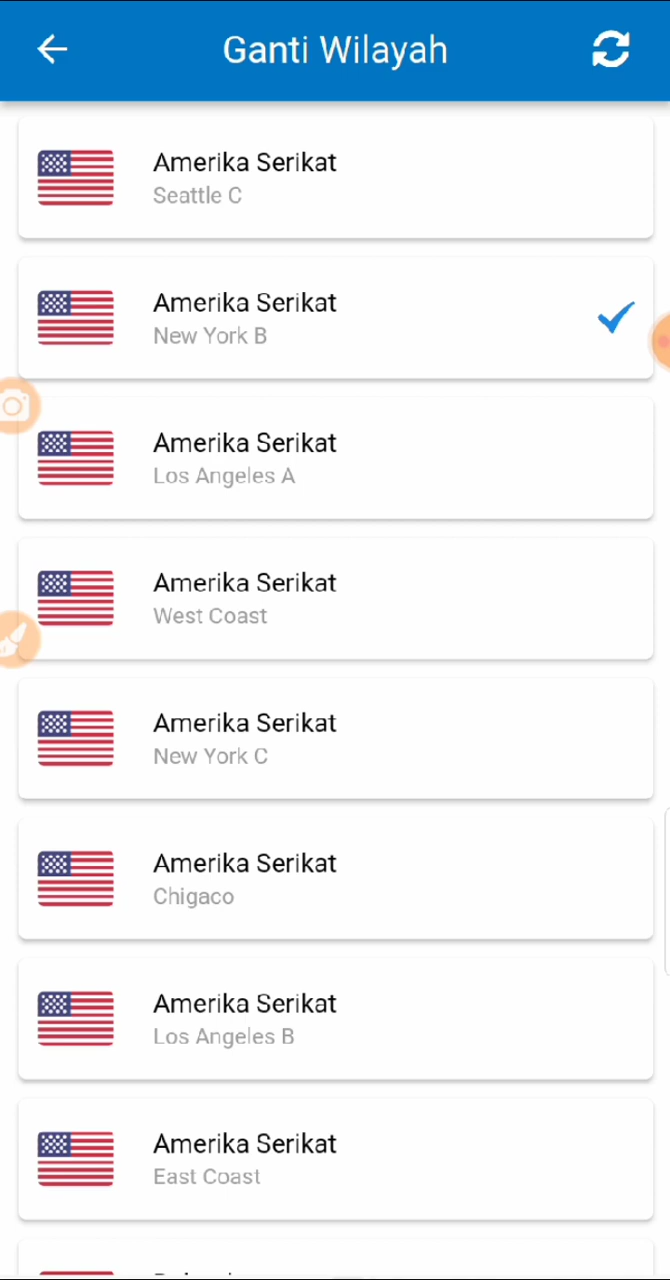 Ganti Wilayah
Amerika Serikat
Seattle C
Amerika Serikat
New York B
Amerika Serikat
Los Angeles A
Amerika Serikat
West Coast
Amerika Serikat
New York C
Amerika Serikat
Chigaco
Amerika Serikat
Los Angeles B
Amerika Serikat
East Coast